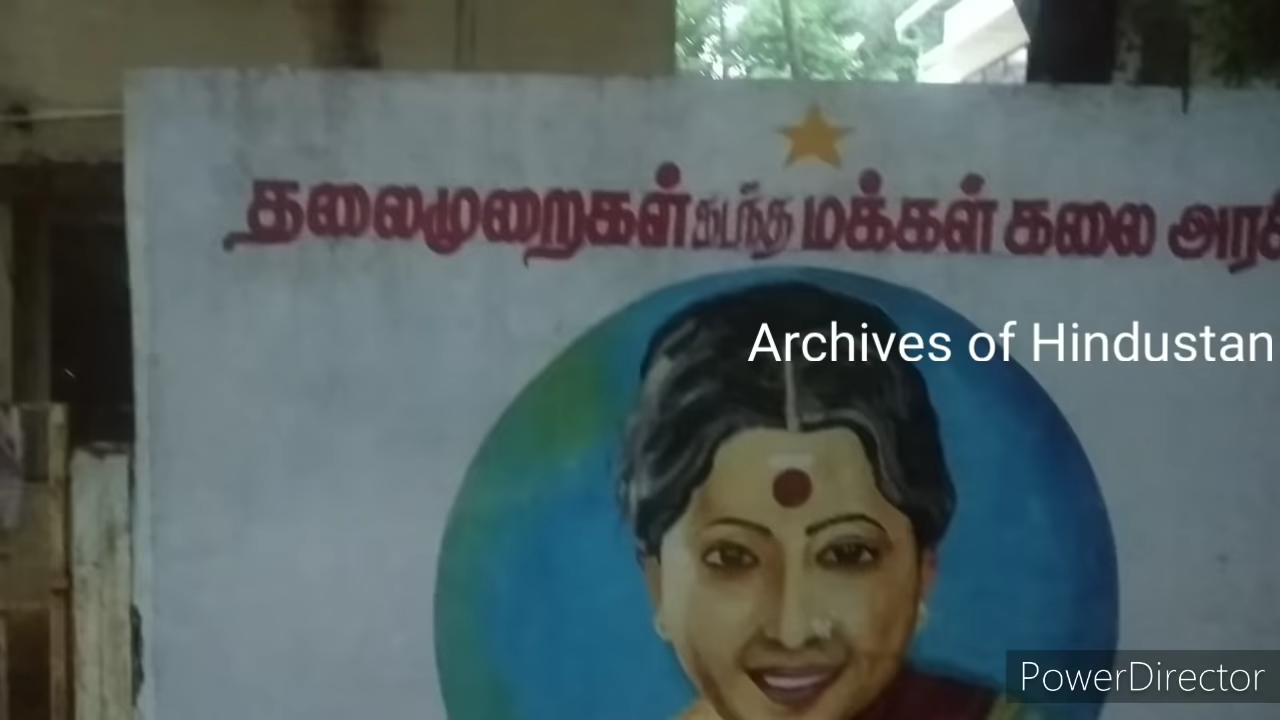 தலைமுறைகள் கடந்த மக்கள் கலை
Archives of Hindustan
PowerDirector